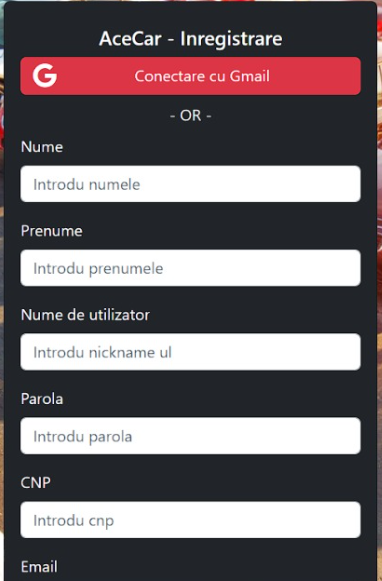 AceCar - Inregistrare
G Conectare cu Gmail
- OR -
Nume
Introdu numele
Prenume
Introdu prenumele
Nume de utilizator
Introdu nickname ul
Parola
Introdu parola
CNP
Introdu cnp
Email